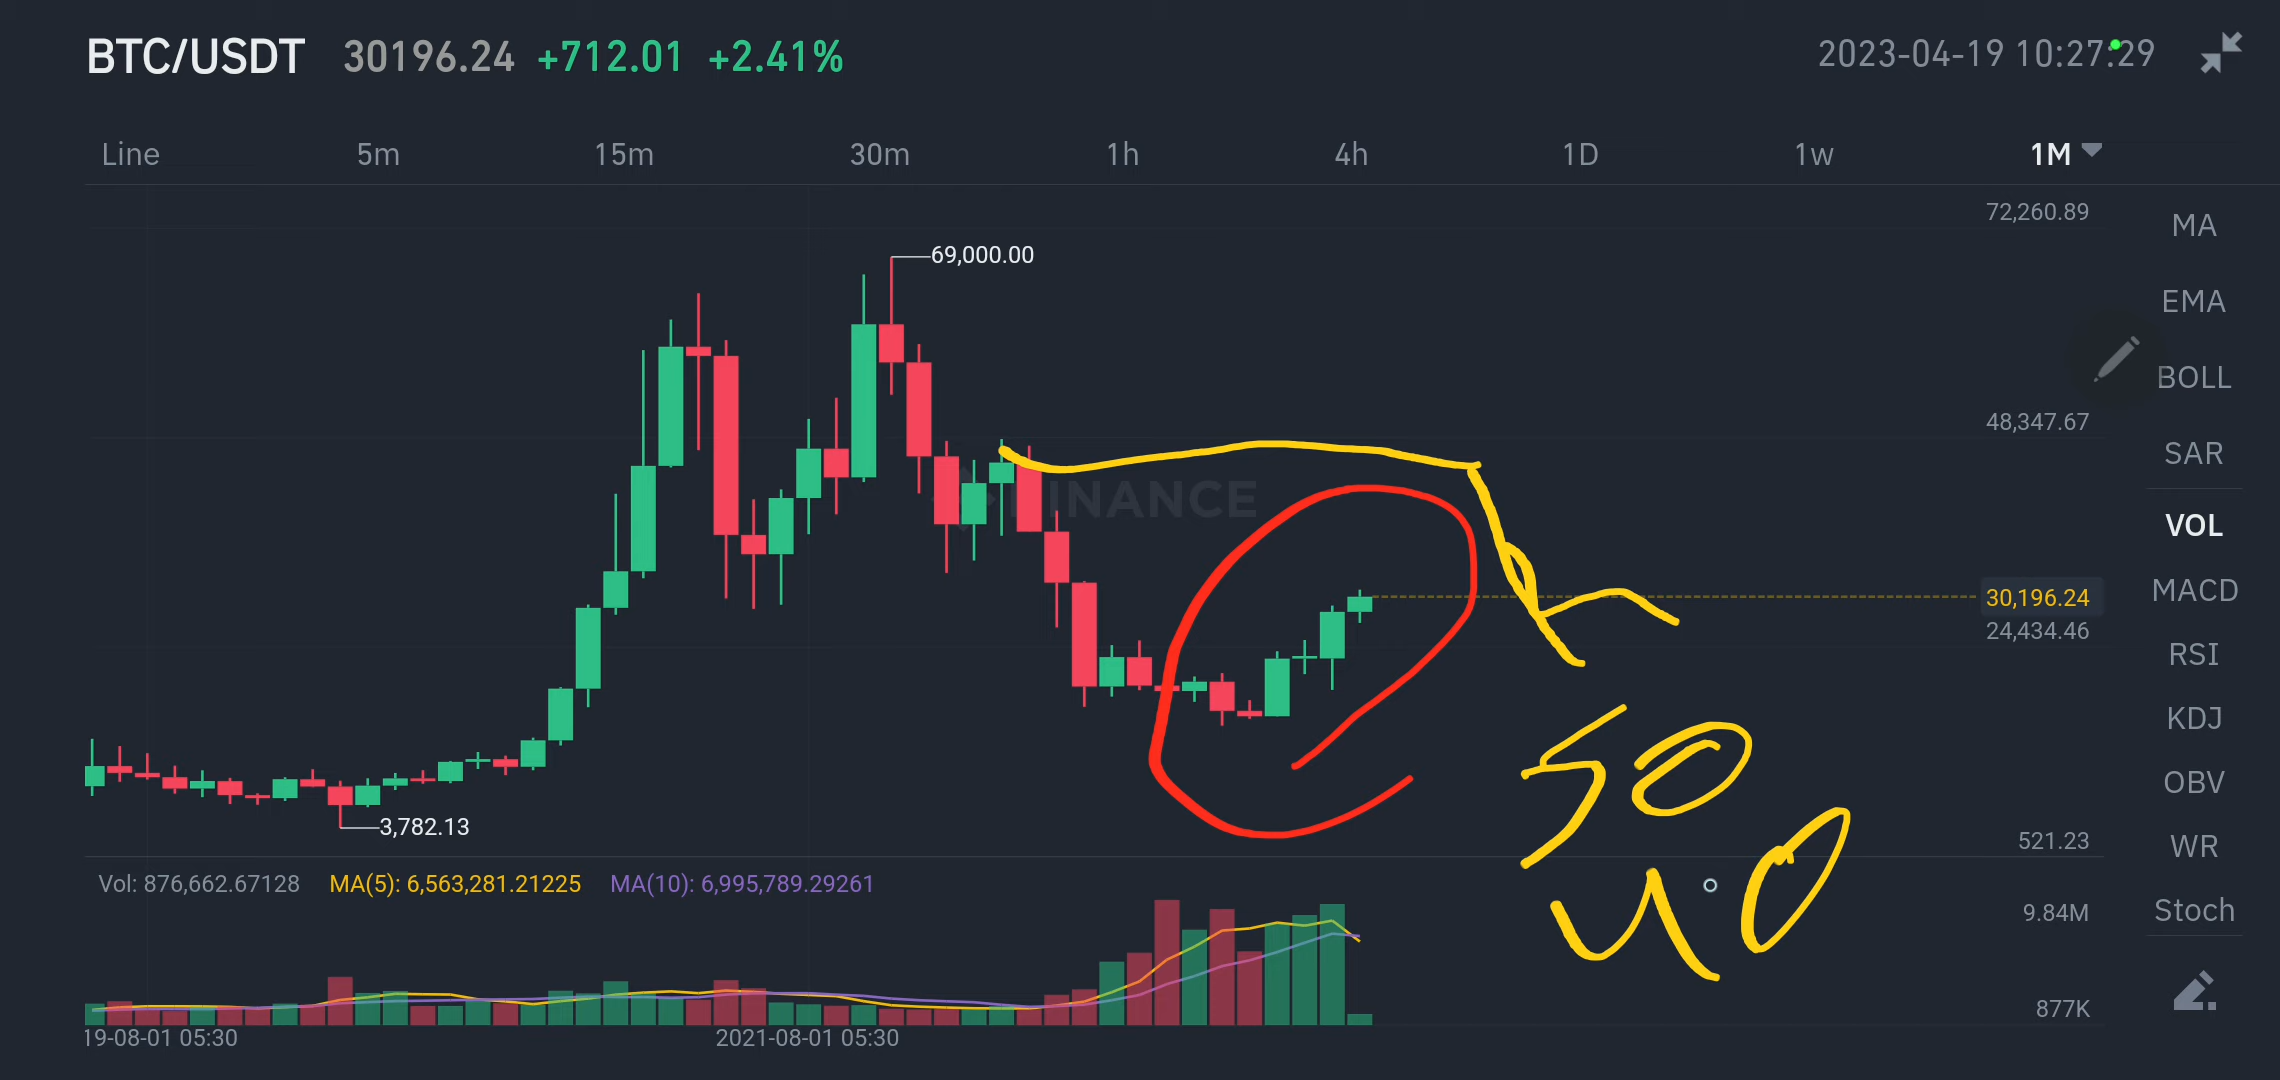 BTC/USDT 30196.24 +712.01 +2.41% 2023-04-19 10:27:29
Line 5m 15m 30m 1h 4h 1D 1w 1M
72,260.89
MA
69,000.00
EMA
BOLL
48,347.67
SAR
BINANCE
VOL
30,196.24
MACD
24,434.46
RSI
KDJ
50
OBV
3,782.13
521.23
WR
40
Vol: 876,662.67128 MA(5): 6,563,281.21225 MA(10): 6,995,789.29261
9.84M
Stoch
877K
19-08-01 05:30 2021-08-01 05:30